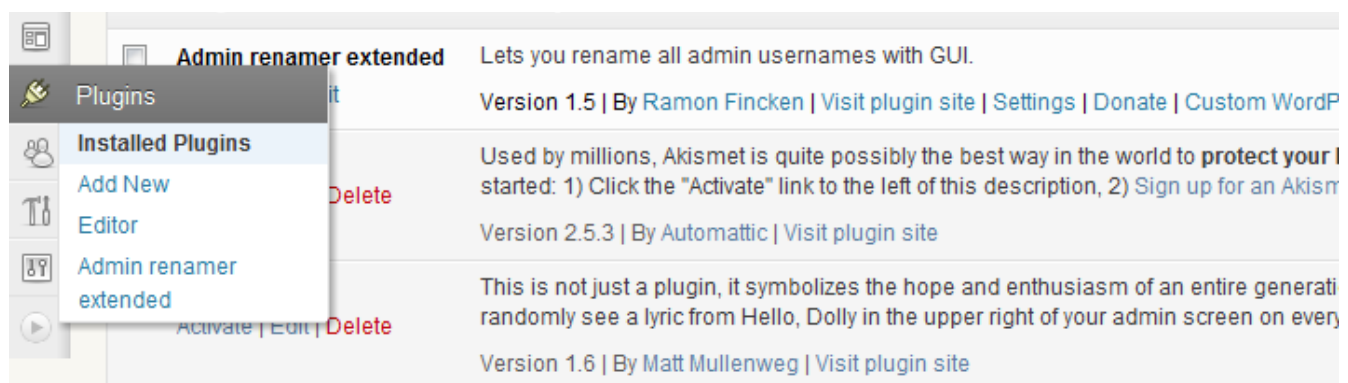 Admin renamer extended
Lets you rename all admin usernames with GUI.
it
Version 1.5 | By Ramon Fincken | Visit plugin site | Settings | Donate | Custom WordP
Plugins
Installed Plugins
Add New
Editor
Admin renamer
extended
Used by millions, Akismet is quite possibly the best way in the world to protect your
started: 1) Click the "Activate" link to the left of this description, 2) Sign up for an Akism
Delete
Version 2.5.3 | By Automattic | Visit plugin site
This is not just a plugin, it symbolizes the hope and enthusiasm of an entire generati
randomly see a lyric from Hello, Dolly in the upper right of your admin screen on every
Activate | Edit | Delete
Version 1.6 | By Matt Mullenweg | Visit plugin site